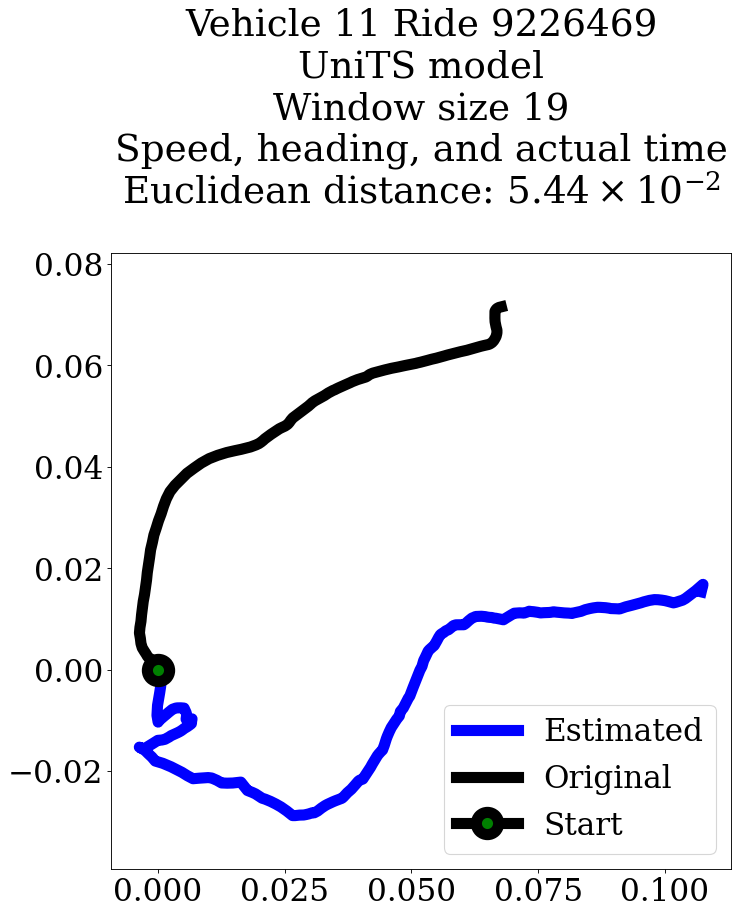 Vehicle 11 Ride 9226469
UniTS model
Window size 19
Speed, heading, and actual time
Euclidean distance: 5.44 × 10⁻²
0.08
0.06
0.04
0.02
0.00
−0.02
Estimated
Original
Start
0.000 0.025 0.050 0.075 0.100